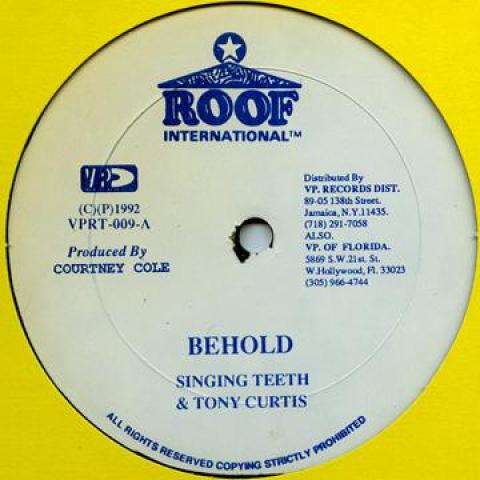 ROOF
INTERNATIONAL™
VP
(C)(P)1992
VPRT-009-A
Produced By
COURTNEY COLE
Distributed By
VP. RECORDS DIST.
89-05 138th Street.
Jamaica, N.Y.11435.
(718) 291-7058
ALSO.
VP. OF FLORIDA.
5869 S.W.21st. St.
W.Hollywood, Fl. 33023
(305) 966-4744
BEHOLD
SINGING TEETH
& TONY CURTIS
ALL RIGHTS RESERVED COPYING STRICTLY PROHIBITED